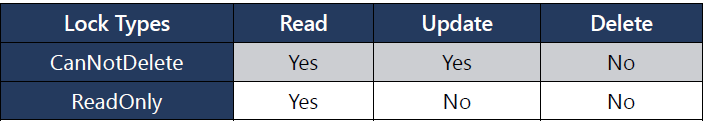 Lock Types Read Update Delete
CanNotDelete Yes Yes No
ReadOnly Yes No No